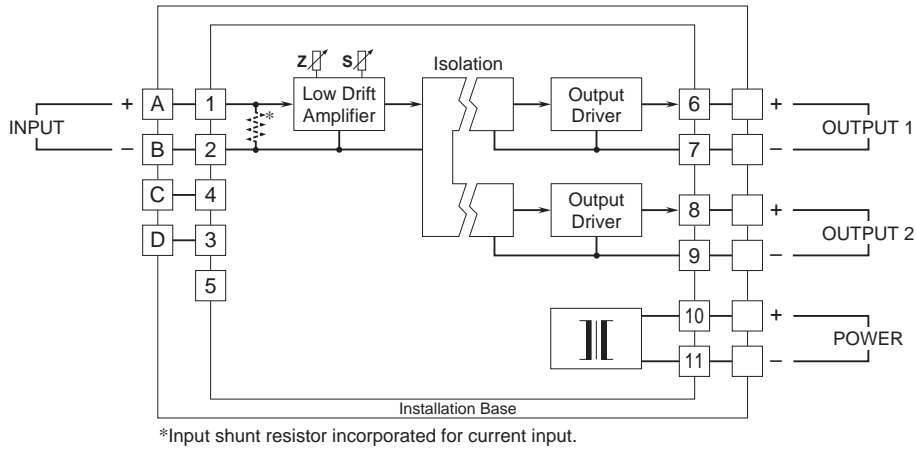 Z S
Isolation
INPUT
+ A 1
Low Drift
Amplifier
*
Output
Driver
6 +
OUTPUT 1
– B 2
7 –
C 4
Output
Driver
8 +
OUTPUT 2
D 3
9 –
5
10 +
POWER
11 –
Installation Base
*Input shunt resistor incorporated for current input.